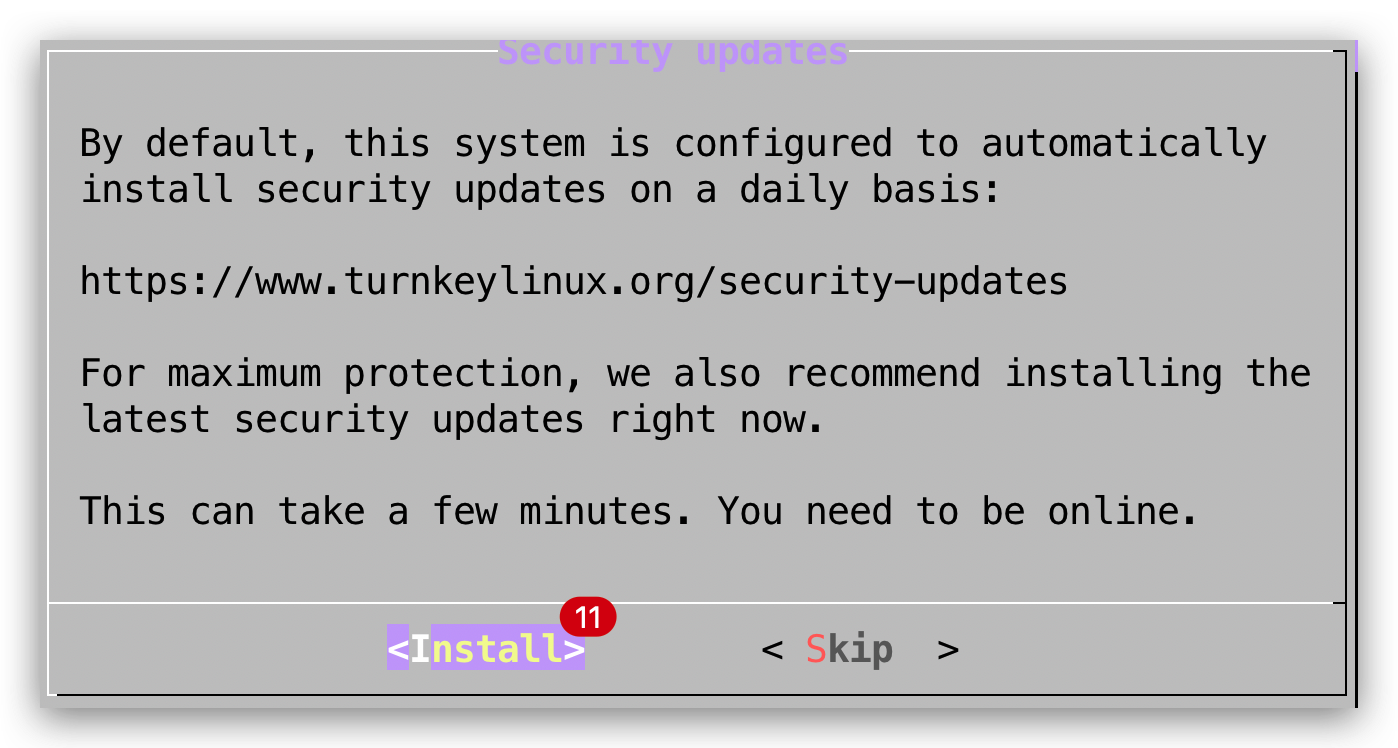 Security updates
By default, this system is configured to automatically
install security updates on a daily basis:
https://www.turnkeylinux.org/security-updates
For maximum protection, we also recommend installing the
latest security updates right now.
This can take a few minutes. You need to be online.
11
<Install> < Skip >